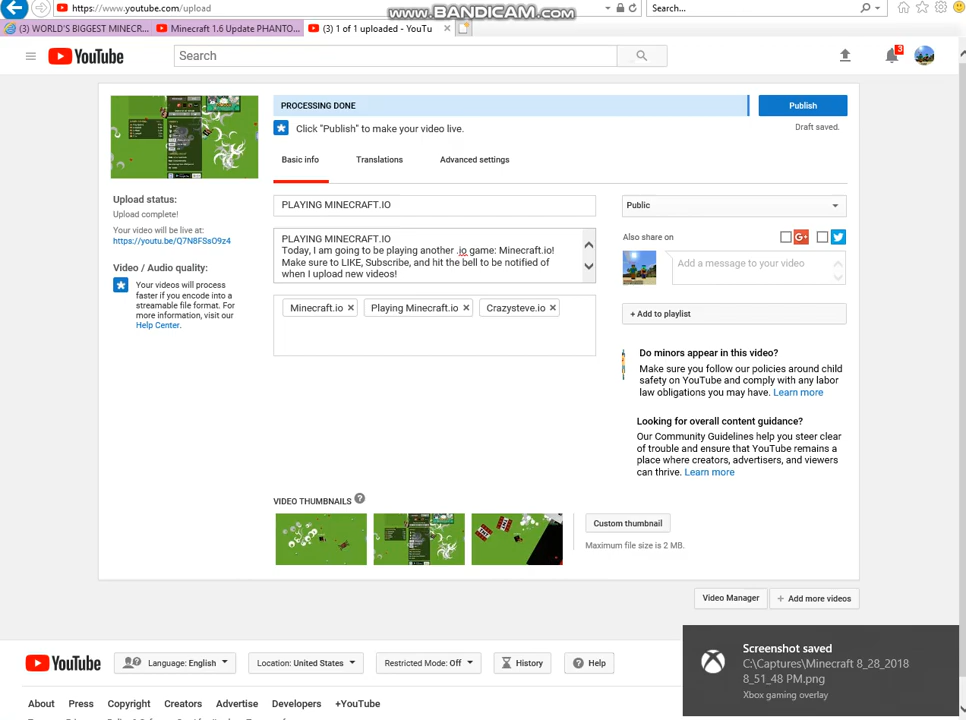 https://www.youtube.com/upload
www.BANDICAM.com
Search...
(3) WORLD'S BIGGEST MINECR...
Minecraft 1.6 Update PHANTO...
(3) 1 of 1 uploaded - YouTu
YouTube
Search
3
PROCESSING DONE
Publish
Click "Publish" to make your video live.
Draft saved.
Basic info
Translations
Advanced settings
Upload status:
Upload complete!
Your video will be live at:
https://youtu.be/Q7N8FSsO9z4
Video / Audio quality:
Your videos will process
faster if you encode into a
streamable file format. For
more information, visit our
Help Center.
PLAYING MINECRAFT.IO
PLAYING MINECRAFT.IO
Today, I am going to be playing another .io game: Minecraft.io!
Make sure to LIKE, Subscribe, and hit the bell to be notified of
when I upload new videos!
Minecraft.io
Playing Minecraft.io
Crazysteve.io
Public
Also share on
G+
Add a message to your video
+ Add to playlist
Do minors appear in this video?
Make sure you follow our policies around child
safety on YouTube and comply with any labor
law obligations you may have. Learn more
Looking for overall content guidance?
Our Community Guidelines help you steer clear
of trouble and ensure that YouTube remains a
place where creators, advertisers, and viewers
can thrive. Learn more
VIDEO THUMBNAILS
Custom thumbnail
Maximum file size is 2 MB.
Video Manager
+ Add more videos
YouTube
Language: English
Location: United States
Restricted Mode: Off
History
Help
Screenshot saved
C:\Captures\Minecraft 8_28_2018
8_51_48 PM.png
Xbox gaming overlay
About
Press
Copyright
Creators
Advertise
Developers
+YouTube